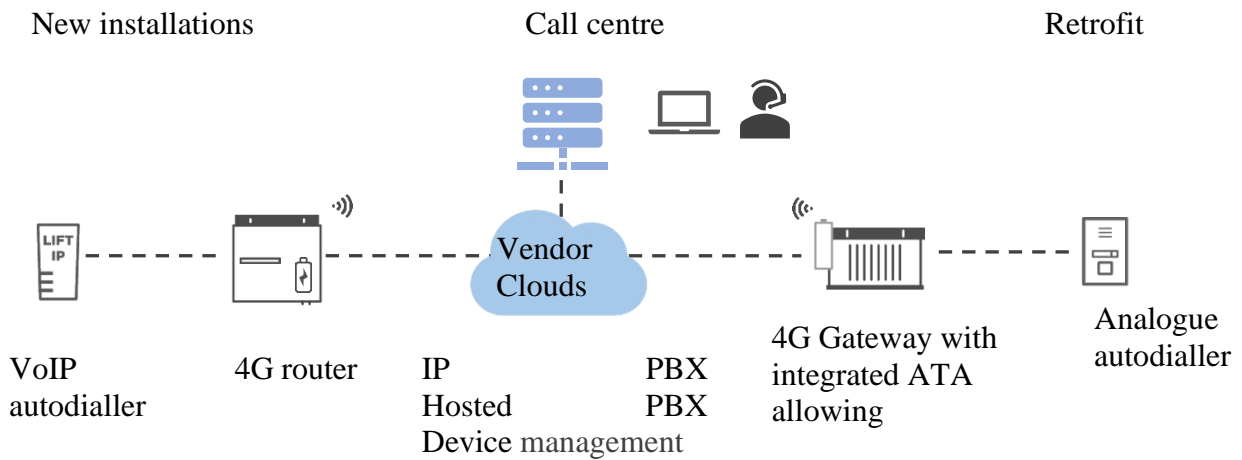 New installations
Call centre
Retrofit
LIFT
IP
Vendor
Clouds
VoIP
autodialler
4G router
IP PBX
Hosted PBX
Device management
4G Gateway with
integrated ATA
allowing
Analogue
autodialler